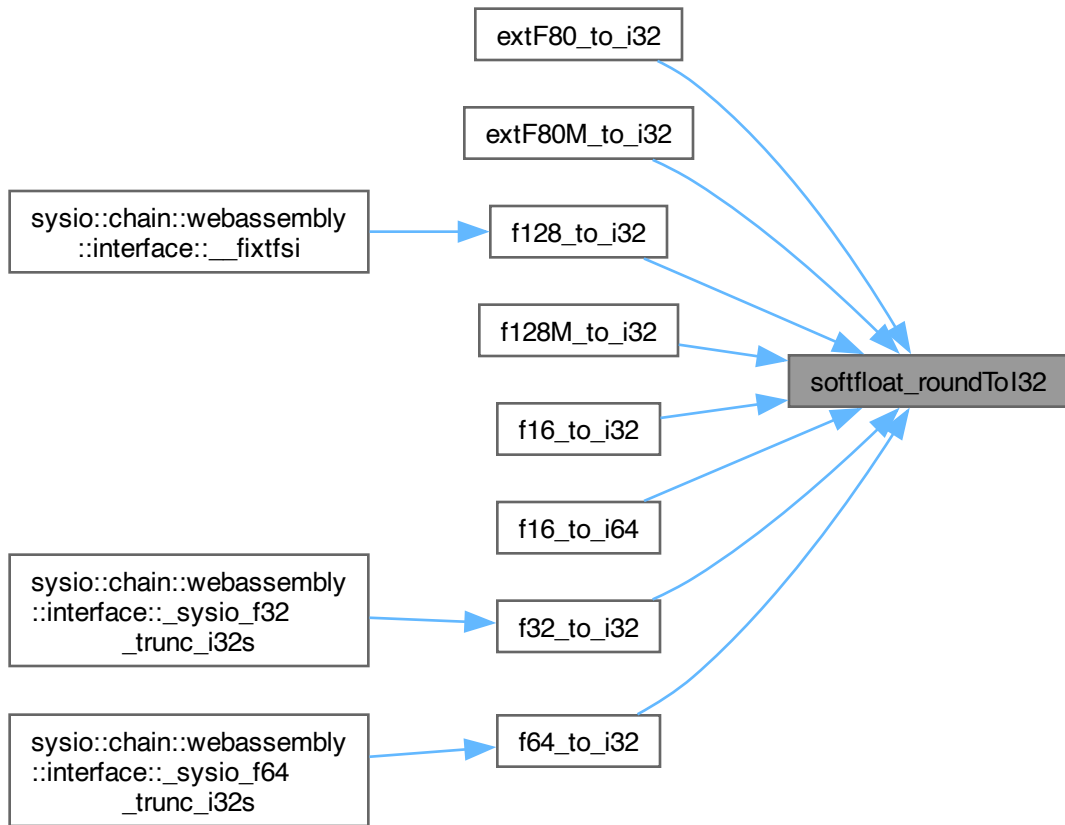 extF80_to_i32
extF80M_to_i32
sysio::chain::webassembly
::interface::__fixtfsi
f128_to_i32
f128M_to_i32
softfloat_roundToI32
f16_to_i32
f16_to_i64
sysio::chain::webassembly
::interface::_sysio_f32
_trunc_i32s
f32_to_i32
sysio::chain::webassembly
::interface::_sysio_f64
_trunc_i32s
f64_to_i32